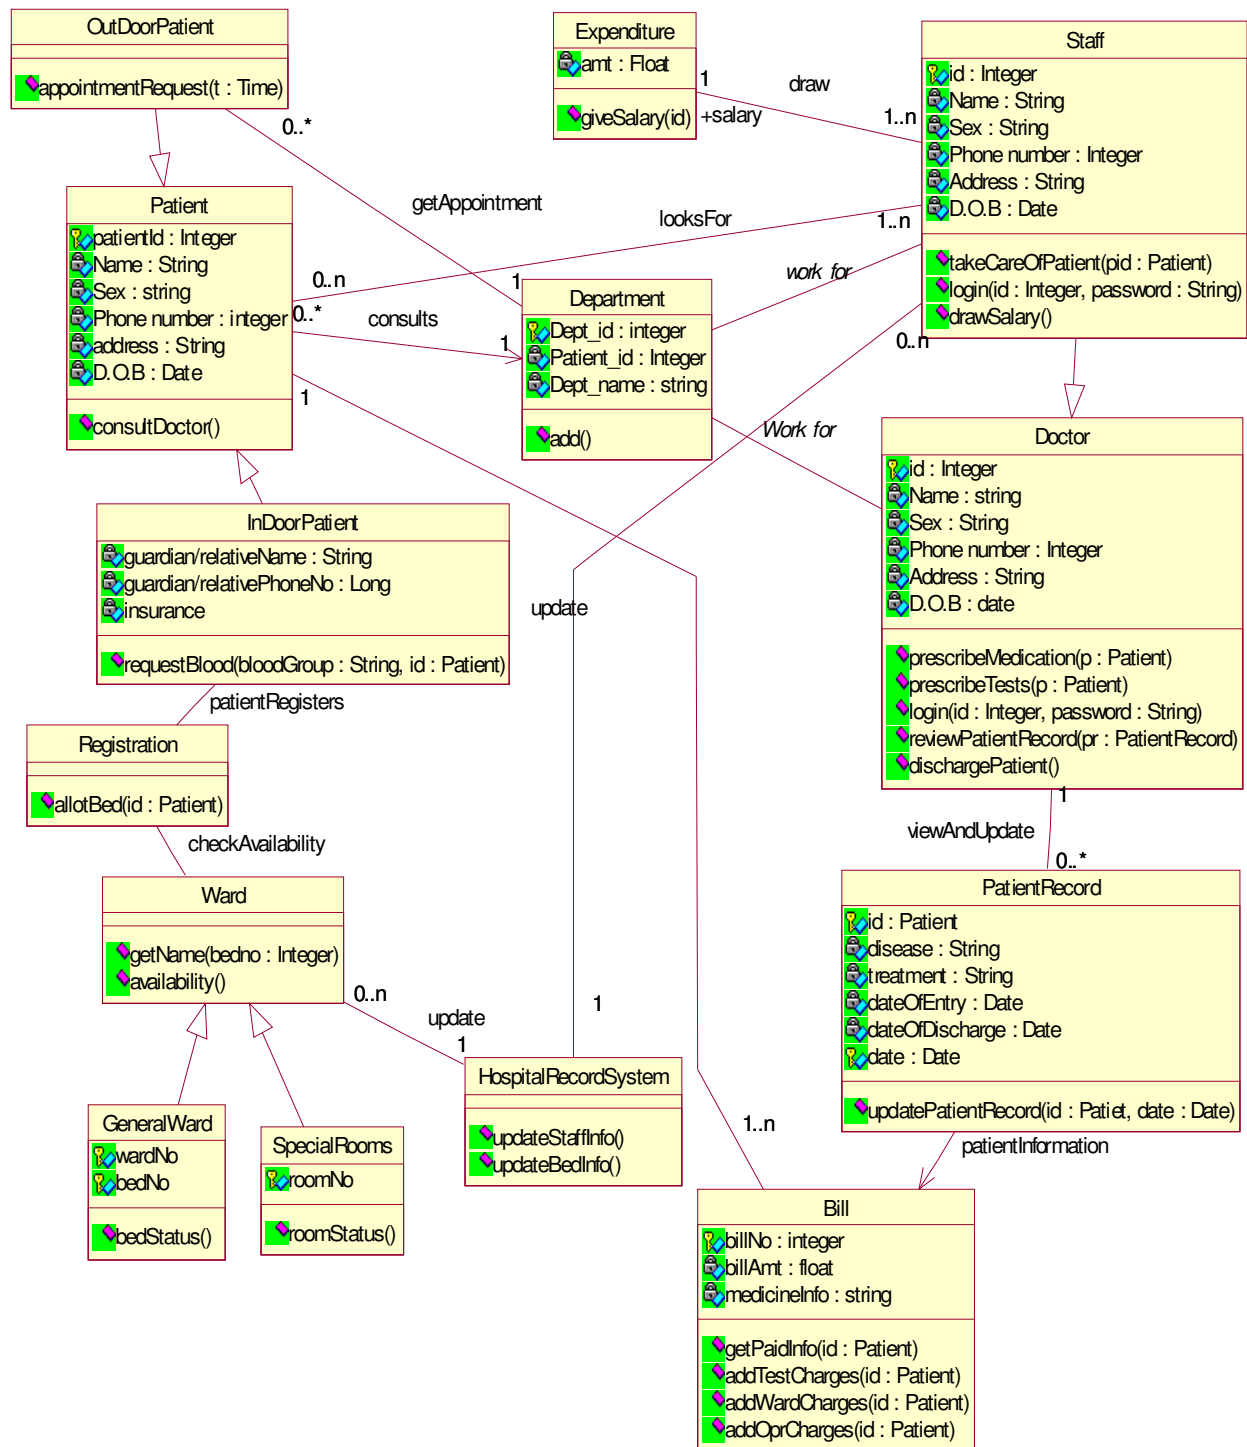 OutDoorPatient
appointmentRequest(t : Time)
Expenditure
amt : Float
giveSalary(id)
1
draw
+salary
1..n
Staff
id : Integer
Name : String
Sex : String
Phone number : Integer
Address : String
D.O.B : Date
takeCareOfPatient(pid : Patient)
login(id : Integer, password : String)
drawSalary()
0..*
getAppointment
1
looksFor
1..n
0..n
work for
Patient
patientId : Integer
Name : String
Sex : string
Phone number : integer
address : String
D.O.B : Date
consultDoctor()
0..*
consults
1
1
Department
Dept_id : integer
Patient_id : Integer
Dept_name : string
add()
0..n
Work for
Doctor
id : Integer
Name : string
Sex : String
Phone number : Integer
Address : String
D.O.B : date
prescribeMedication(p : Patient)
prescribeTests(p : Patient)
login(id : Integer, password : String)
reviewPatientRecord(pr : PatientRecord)
dischargePatient()
InDoorPatient
guardian/relativeName : String
guardian/relativePhoneNo : Long
insurance
requestBlood(bloodGroup : String, id : Patient)
update
patientRegisters
Registration
allotBed(id : Patient)
checkAvailability
1
viewAndUpdate
0..*
Ward
getName(bedno : Integer)
availability()
0..n
update
1
1
PatientRecord
id : Patient
disease : String
treatment : String
dateOfEntry : Date
dateOfDischarge : Date
date : Date
updatePatientRecord(id : Patiet, date : Date)
HospitalRecordSystem
updateStaffInfo()
updateBedInfo()
GeneralWard
wardNo
bedNo
bedStatus()
SpecialRooms
roomNo
roomStatus()
1..n
patientInformation
Bill
billNo : integer
billAmt : float
medicineInfo : string
getPaidInfo(id : Patient)
addTestCharges(id : Patient)
addWardCharges(id : Patient)
addOprCharges(id : Patient)